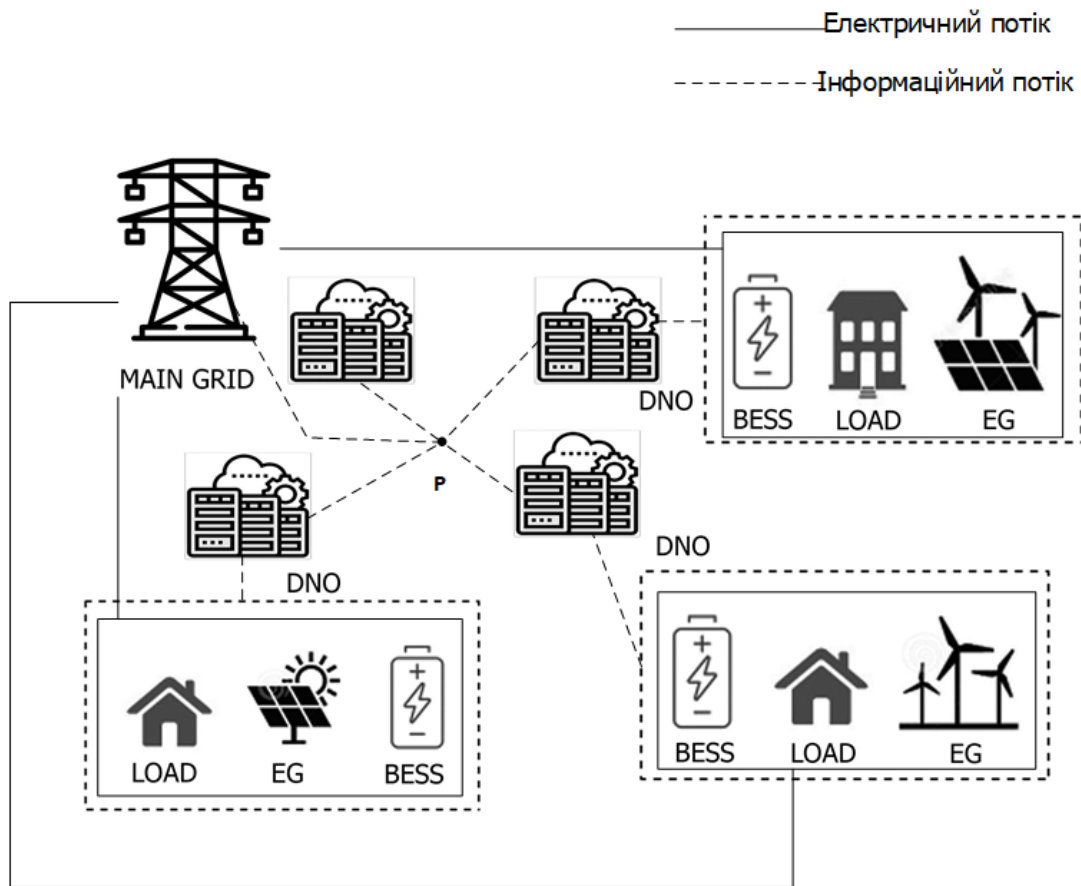 Електричний потік
Інформаційний потік
MAIN GRID
DNO
BESS
LOAD
EG
P
DNO
DNO
BESS
LOAD
EG
LOAD
EG
BESS